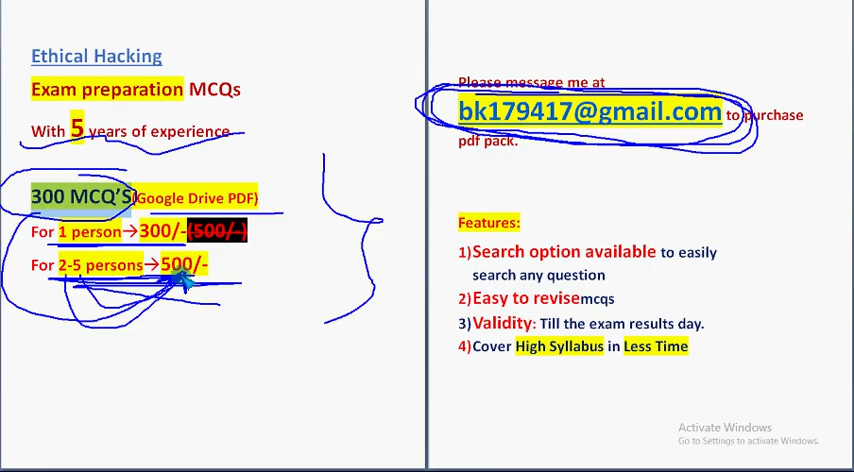 Ethical Hacking
Exam preparation MCQs
With 5 years of experience
300 MCQ'S(Google Drive PDF)
For 1 person→300/-(500/-)
For 2-5 persons→500/-
Please message me at
bk179417@gmail.com to purchase
pdf pack.
Features:
1)Search option available to easily
search any question
2)Easy to revisemcqs
3)Validity: Till the exam results day.
4)Cover High Syllabus in Less Time
Activate Windows
Go to Settings to activate Windows.